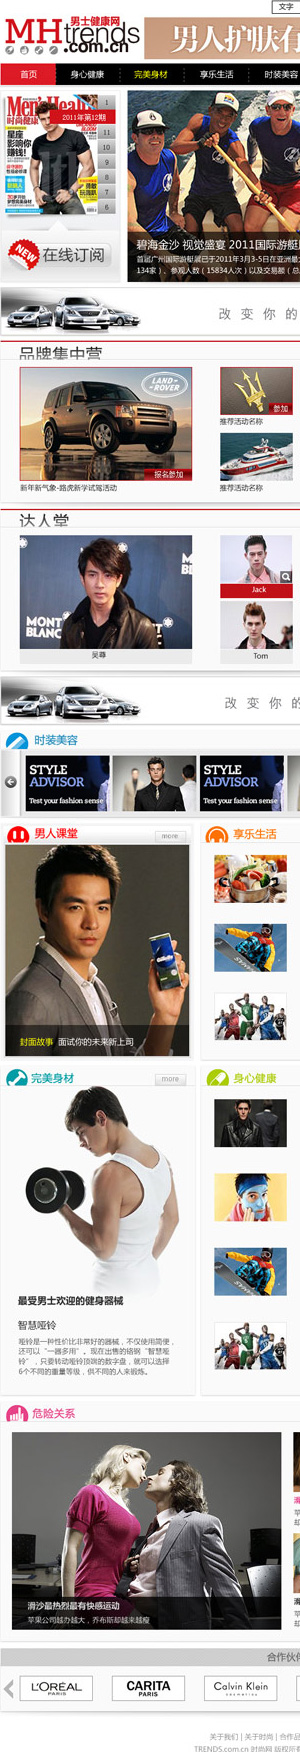 文字
男士健康网
MHtrends
.com.cn
男人护肤有
首页
身心健康
完美身材
享乐生活
时装美容
Men's Health
时尚健康
2011年第12期
星座
影响你
赚钱!
1
11
10
9
8
7
6
NEW
在线订阅
碧海金沙 视觉盛宴 2011国际游艇
首届广州国际游艇展已于2011年3月3-5日在亚洲最
134家)、参观人数(15834人次)以及交易额(总
改 变 你 的
品牌集中营
LAND-
ROVER
报名参加
新年新气象-路虎新学试驾活动
参加
推荐活动名称
推荐活动名称
达人堂
MONT
BLANC
吴尊
Jack
Tom
改 变 你 的
时装美容
STYLE
ADVISOR
Test your fashion sense
STYLE
ADVISOR
Test your fashion sense
男人课堂
more
享乐生活
Gillette
封面故事 面试你的未来新上司
完美身材
more
身心健康
最受男士欢迎的健身器械
智慧哑铃
哑铃是一种性价比非常好的器械,不仅使用简便,
还可以“一器多用”。现在出售的铬钢“智慧哑
铃”,只要转动哑铃顶端的数字盘,就可以选择
6个不同的重量等级,供不同的人来锻炼。
危险关系
滑沙最热烈最有快感运动
苹果公司越办越大,乔布斯却越来越瘦
滑
苹
却
滑
苹
却
合作伙伴
L'ORÉAL
PARIS
CARITA
PARIS
Calvin Klein
cosmetics
关于我们 | 关于时尚 | 合作品
TRENDS.com.cn 时尚网 版权所有